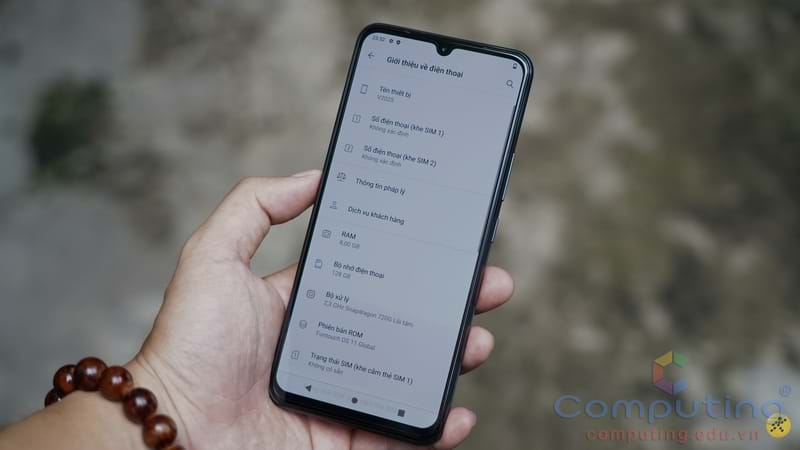 23:52
Giới thiệu về điện thoại
Tên thiết bị
V2025
Số điện thoại (khe SIM 1)
Không xác định
Số điện thoại (khe SIM 2)
Không xác định
Thông tin pháp lý
Dịch vụ khách hàng
RAM
8,00 GB
Bộ nhớ điện thoại
128 GB
Bộ xử lý
2,3 GHz Snapdragon 720G Lõi tám
Phiên bản ROM
Funtouch OS 11 Global
Trạng thái SIM (khe cắm thẻ SIM 1)
Không có sẵn
Computing®
computing.edu.vn